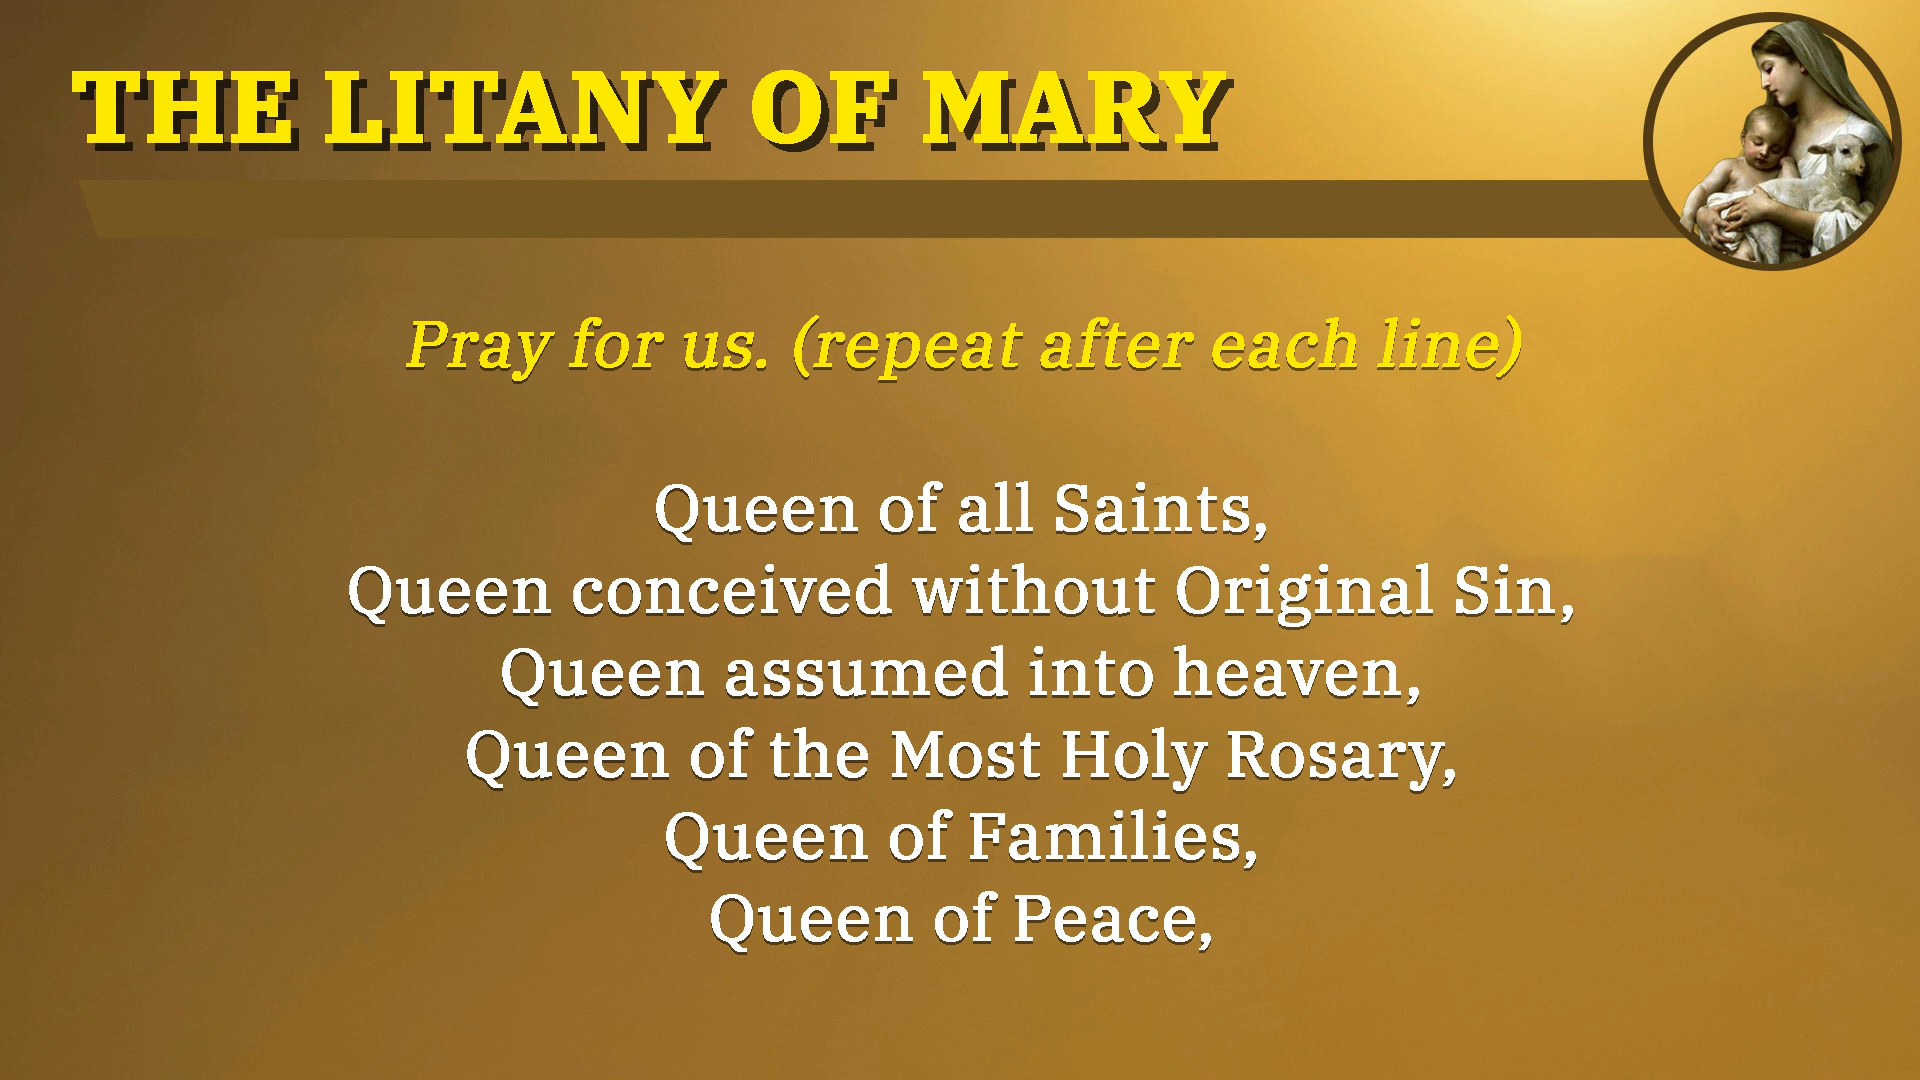 THE LITANY OF MARY
Pray for us. (repeat after each line)
Queen of all Saints,
Queen conceived without Original Sin,
Queen assumed into heaven,
Queen of the Most Holy Rosary,
Queen of Families,
Queen of Peace,